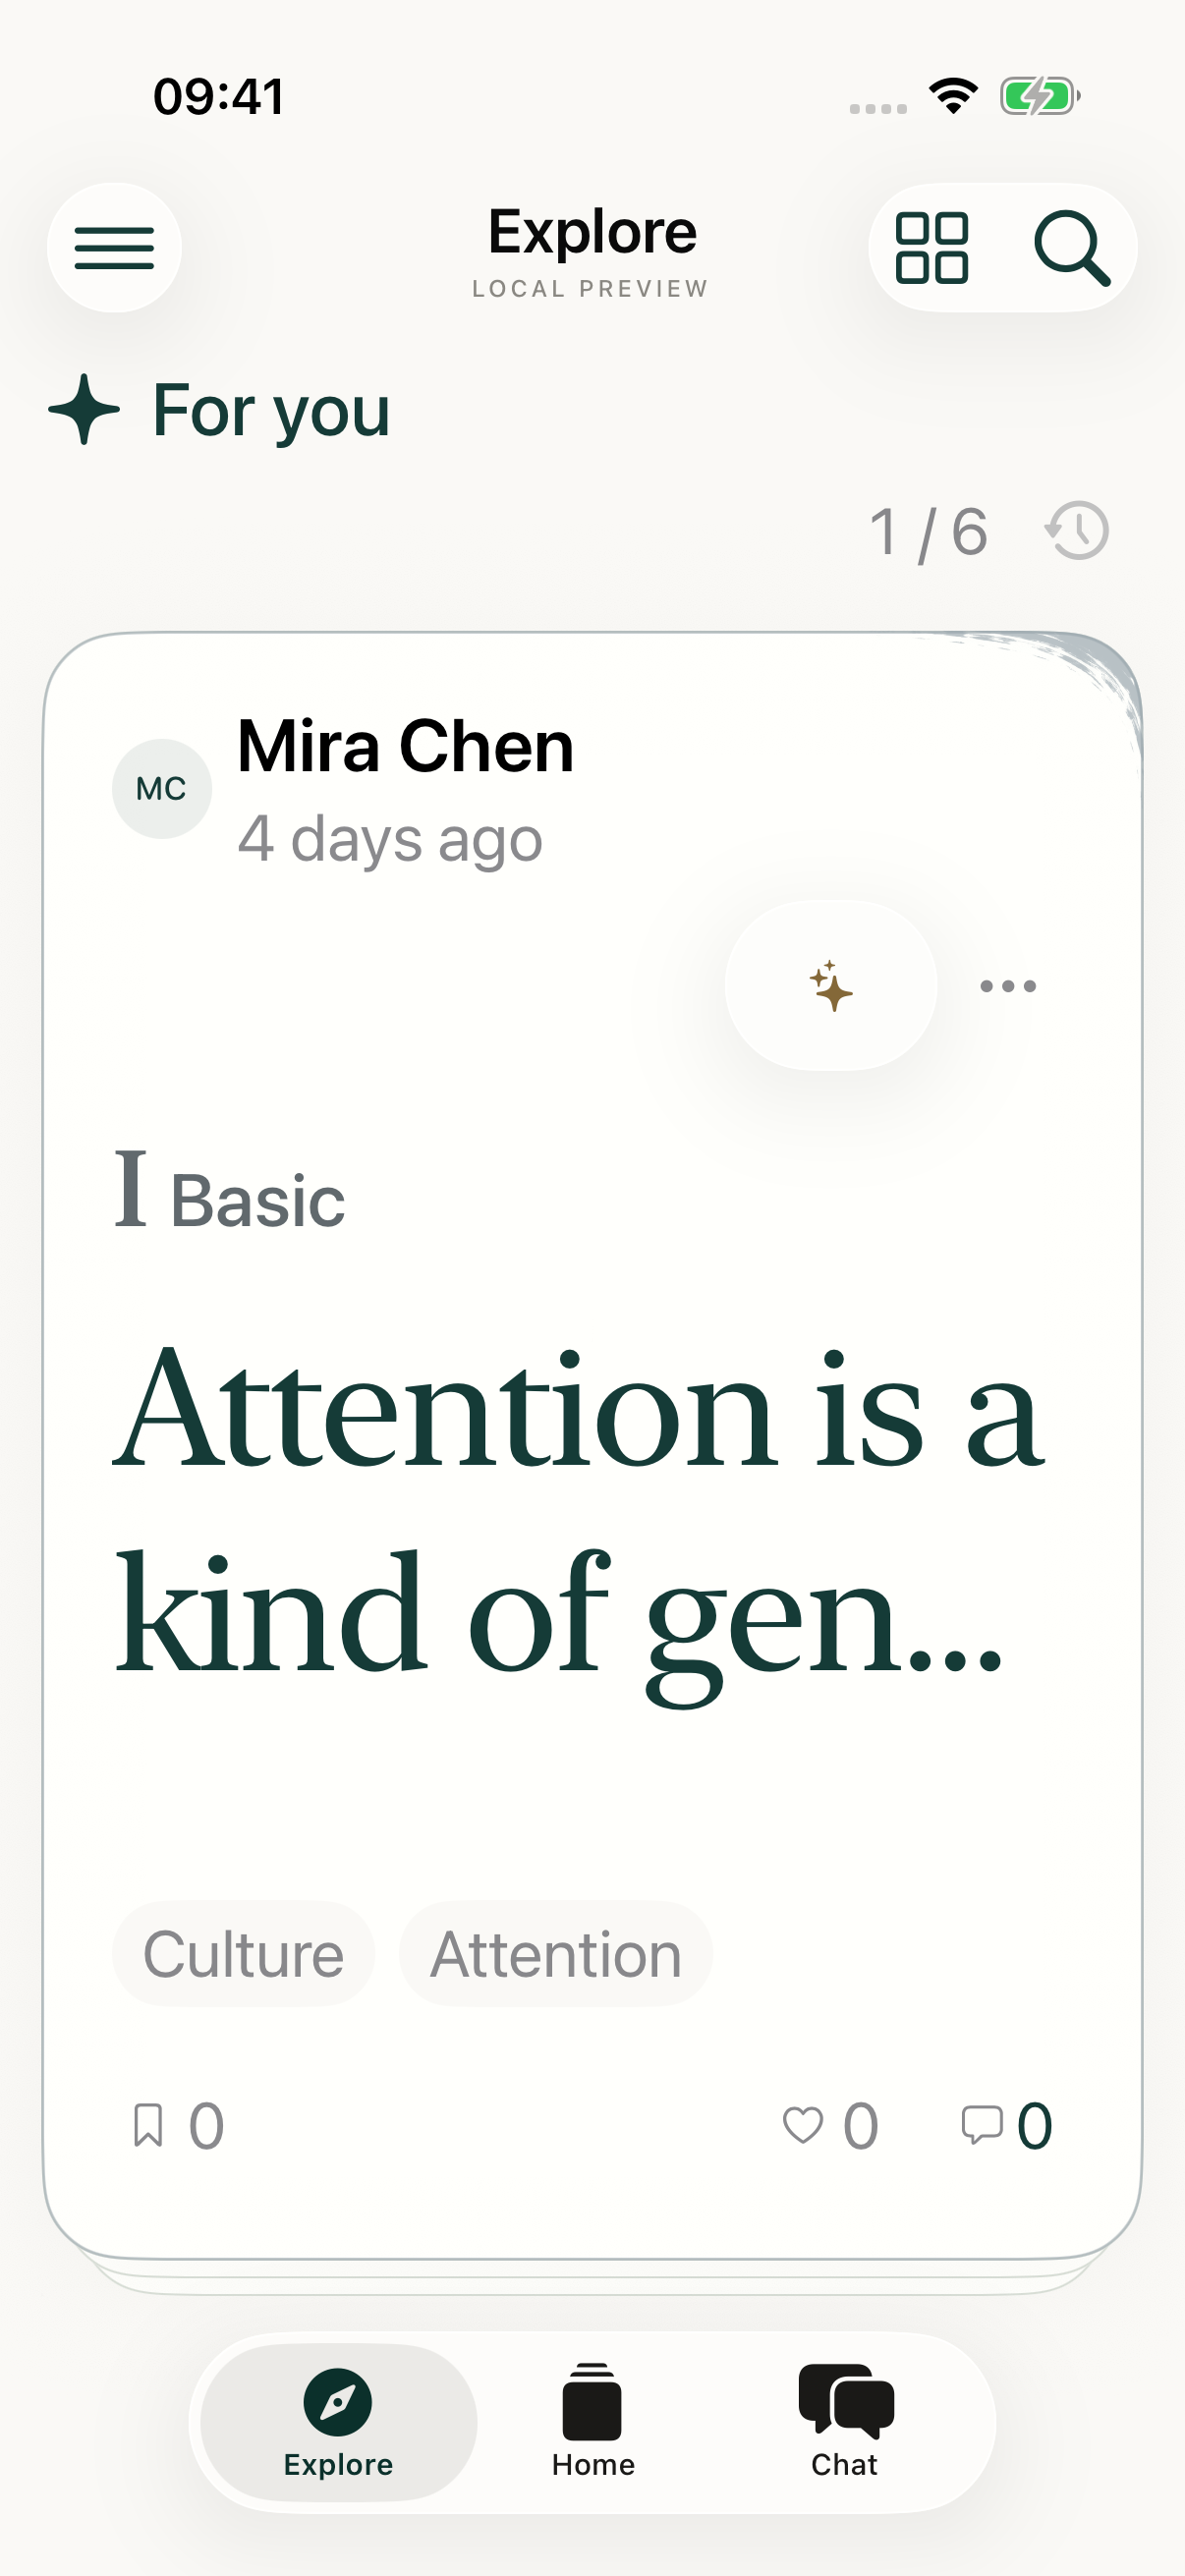 09:41
Explore
LOCAL PREVIEW
For you
1 / 6
MC
Mira Chen
4 days ago
I Basic
Attention is a
kind of gen...
Culture Attention
0 0 0
Explore Home Chat